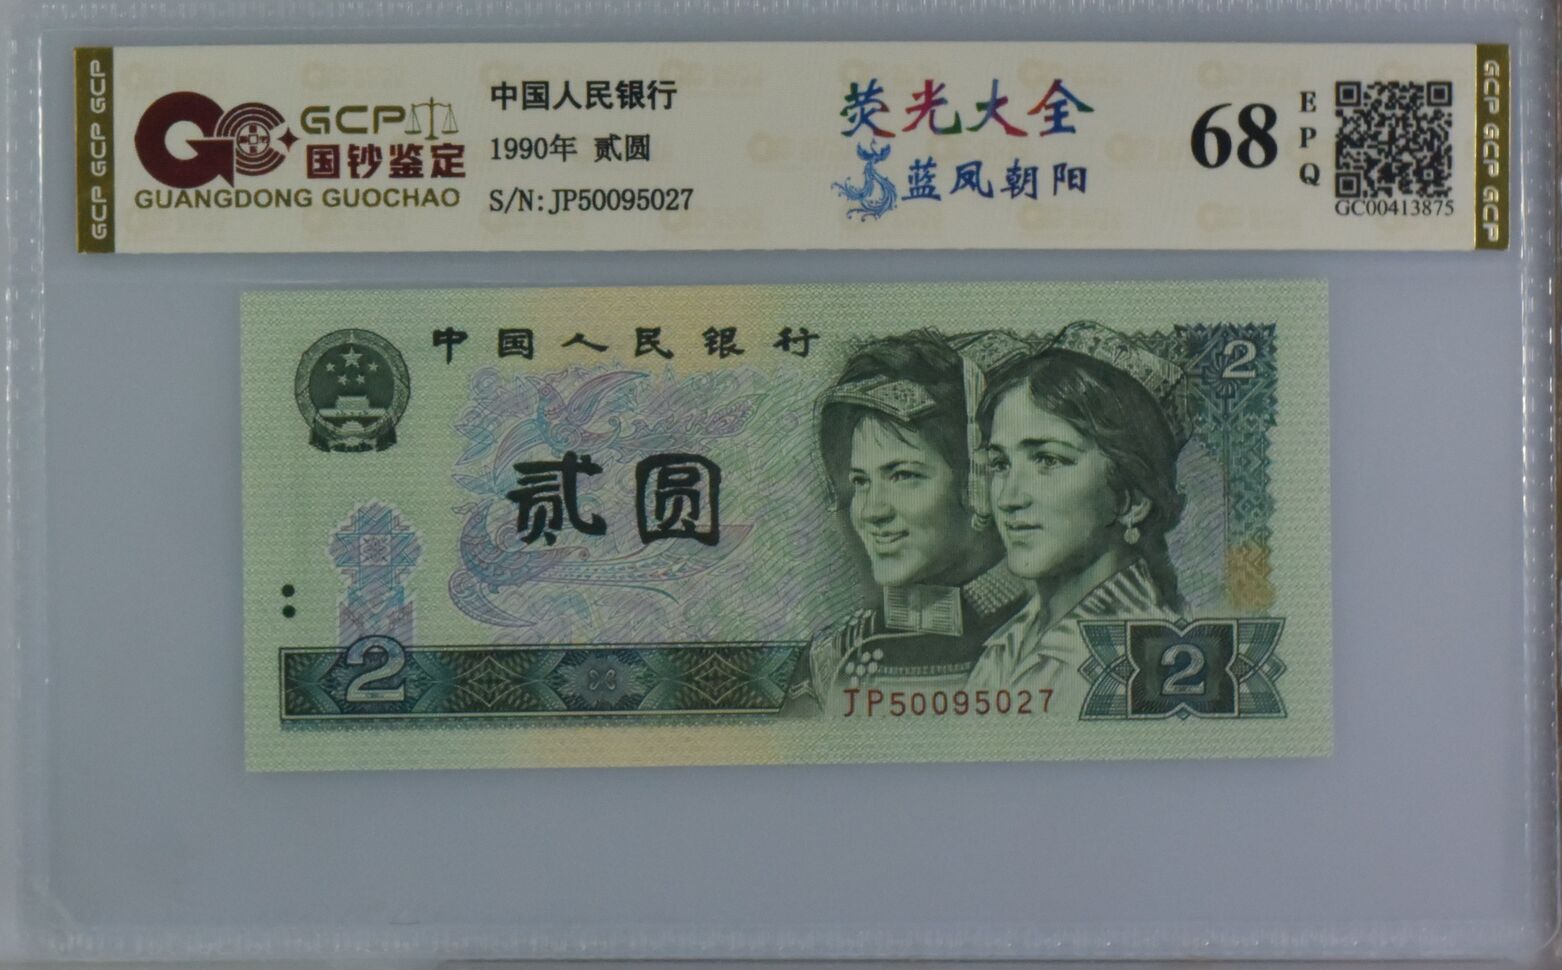 GCP GCP GCP
GCP
国钞鉴定
GUANGDONG GUOCHAO
中国人民银行
1990年 贰圆
S/N:JP50095027
荧光大全
蓝凤朝阳
68
EPQ
GC00413875
GCP GCP GCP GCP
中国人民银行
2
贰圆
2
JP50095027
2